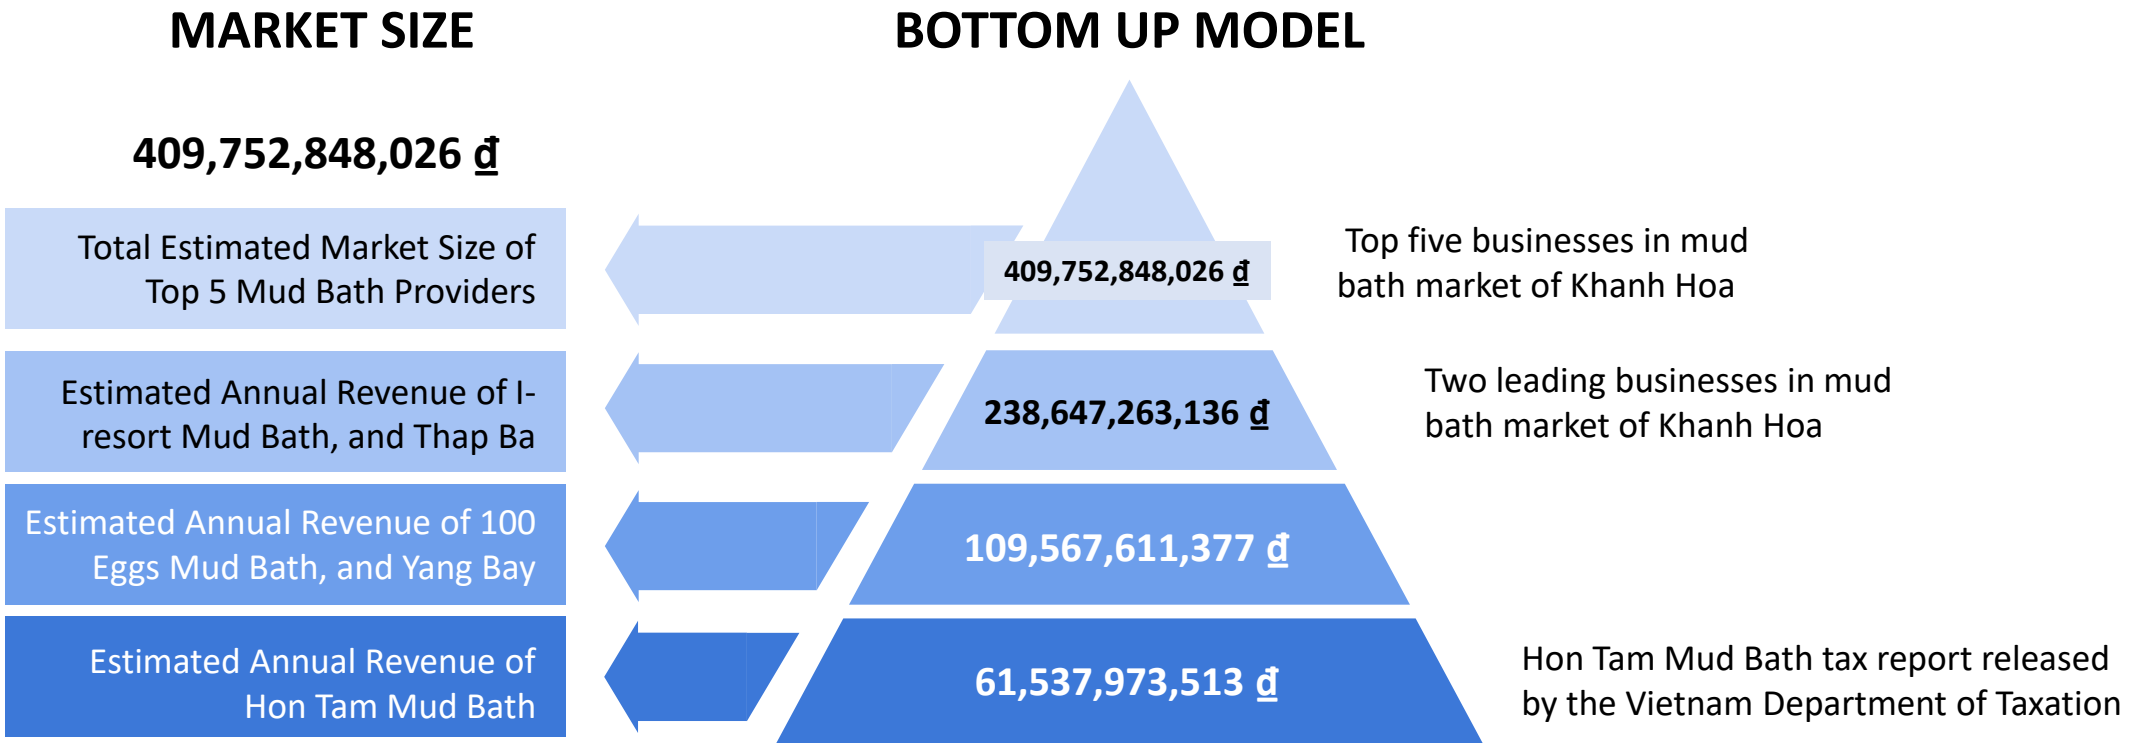 MARKET SIZE
BOTTOM UP MODEL
409,752,848,026 ₫
Total Estimated Market Size of
Top 5 Mud Bath Providers
409,752,848,026 ₫
Top five businesses in mud
bath market of Khanh Hoa
Estimated Annual Revenue of I-
resort Mud Bath, and Thap Ba
238,647,263,136 ₫
Two leading businesses in mud
bath market of Khanh Hoa
Estimated Annual Revenue of 100
Eggs Mud Bath, and Yang Bay
109,567,611,377 ₫
Estimated Annual Revenue of
Hon Tam Mud Bath
61,537,973,513 ₫
Hon Tam Mud Bath tax report released
by the Vietnam Department of Taxation